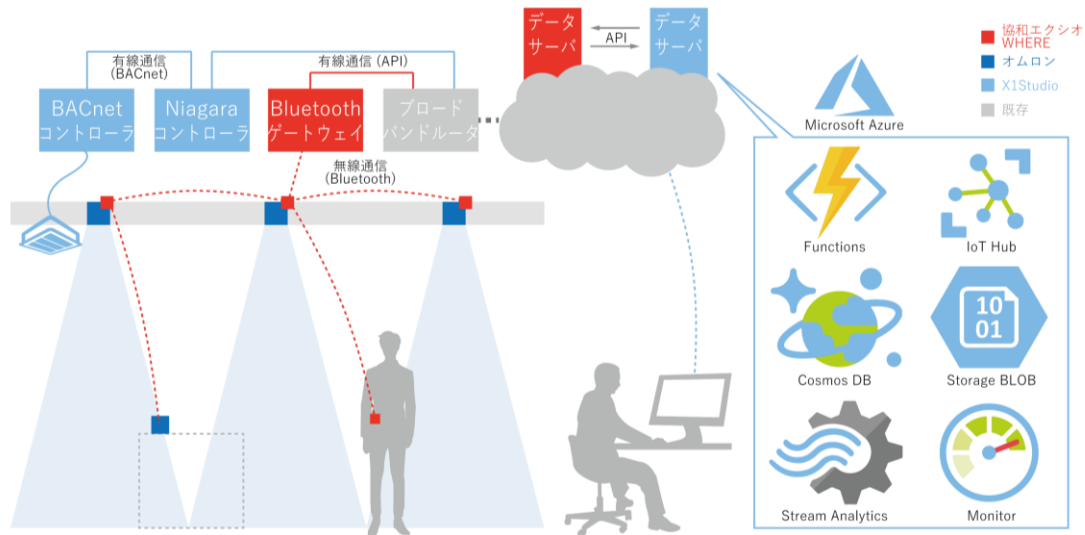 データ
サーバ
API
データ
サーバ
協和エクシオ
WHERE
オムロン
X1Studio
既存
有線通信
(BACnet)
有線通信 (API)
BACnet
コントローラ
Niagara
コントローラ
Bluetooth
ゲートウェイ
ブロード
バンドルータ
Microsoft Azure
無線通信
(Bluetooth)
Functions
IoT Hub
10
01
Cosmos DB
Storage BLOB
Stream Analytics
Monitor